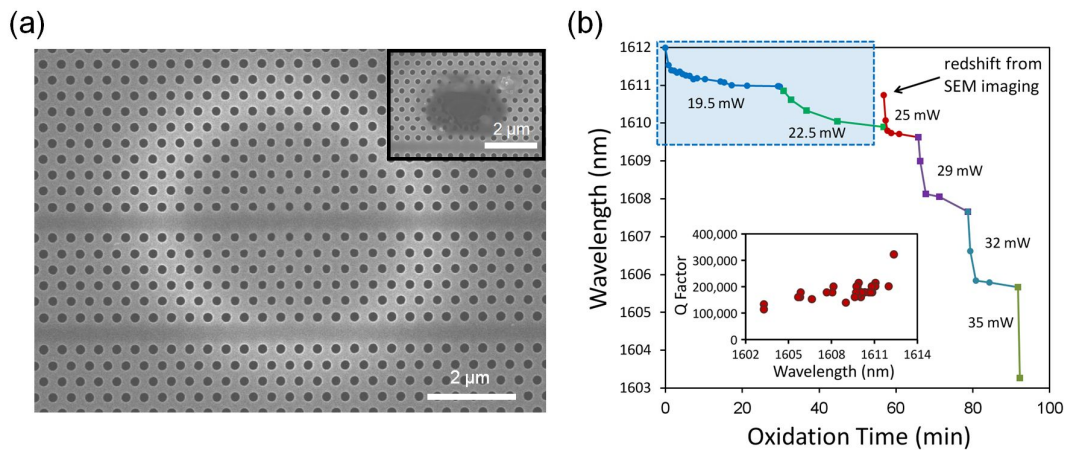 (a)
2 µm
2 µm
(b)
Wavelength (nm)
1612
1611
1610
1609
1608
1607
1606
1605
1604
1603
0
20
40
60
80
100
Oxidation Time (min)
19.5 mW
22.5 mW
redshift from
SEM imaging
25 mW
29 mW
32 mW
35 mW
Q Factor
400,000
300,000
200,000
100,000
0
1602
1605
1608
1611
1614
Wavelength (nm)